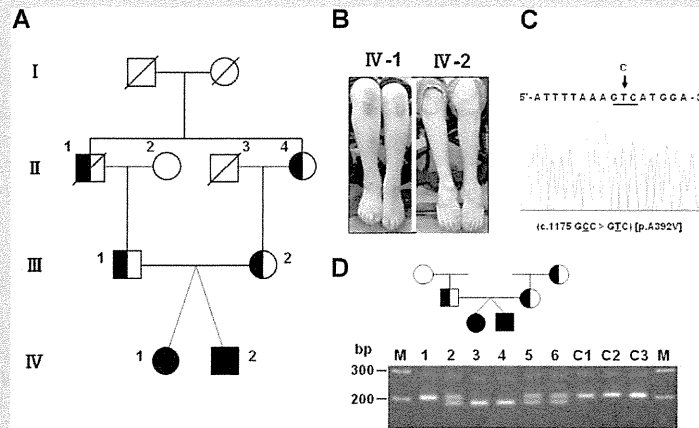 A
B
C
I
II
III
IV
1
2
3
4
1
2
1
2
IV-1 IV-2
C
5'-ATTTTAAAGTCATGGA-3
(c.1175 GCC > GTC) [p.A392V]
D
bp M 1 2 3 4 5 6 C1 C2 C3 M
300
200